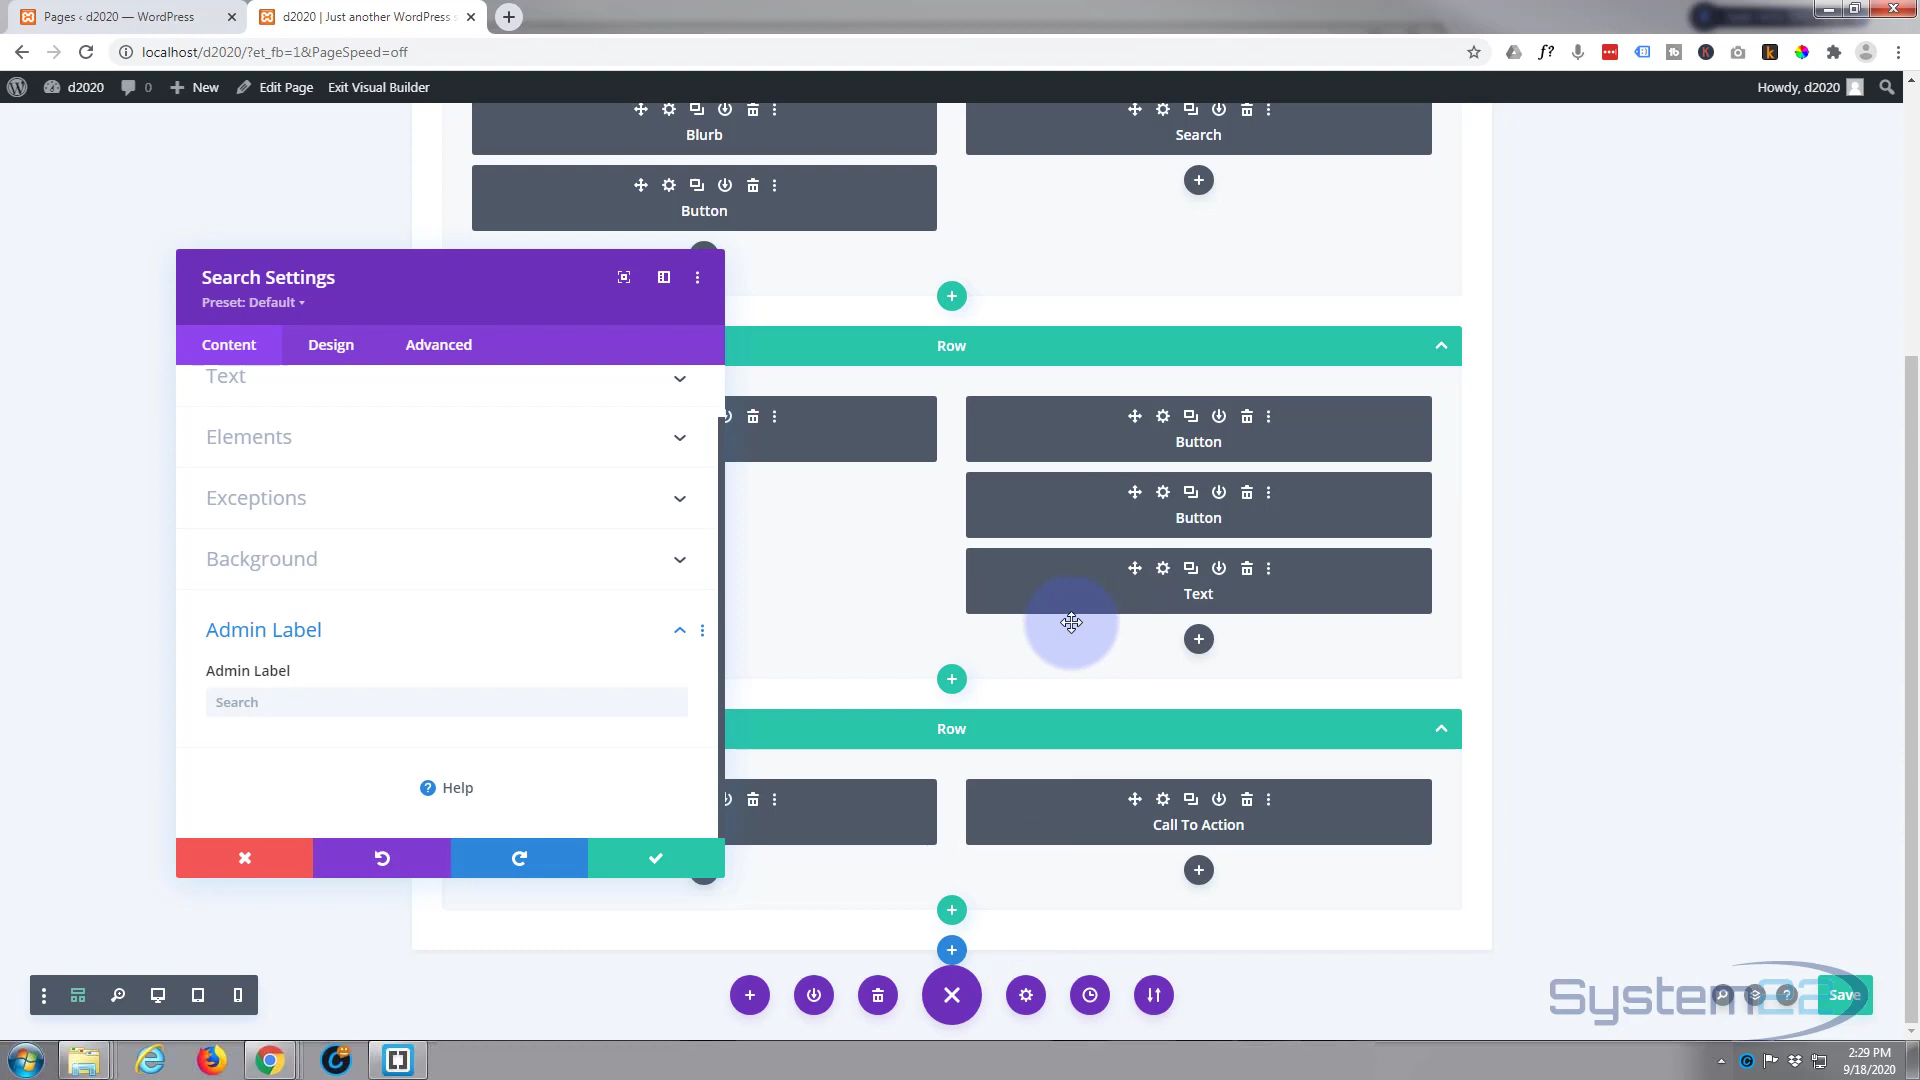 Pages ‹ d2020 — WordPress
d2020 | Just another WordPress
localhost/d2020/?et_fb=1&PageSpeed=off
d2020
0
New
Edit Page
Exit Visual Builder
Howdy, d2020
Blurb
Search
Button
Search Settings
Preset: Default
Content
Design
Advanced
Row
Text
Elements
Button
Exceptions
Button
Background
Text
Admin Label
Admin Label
Search
Row
Help
Call To Action
System22
Save
2:29 PM
9/18/2020